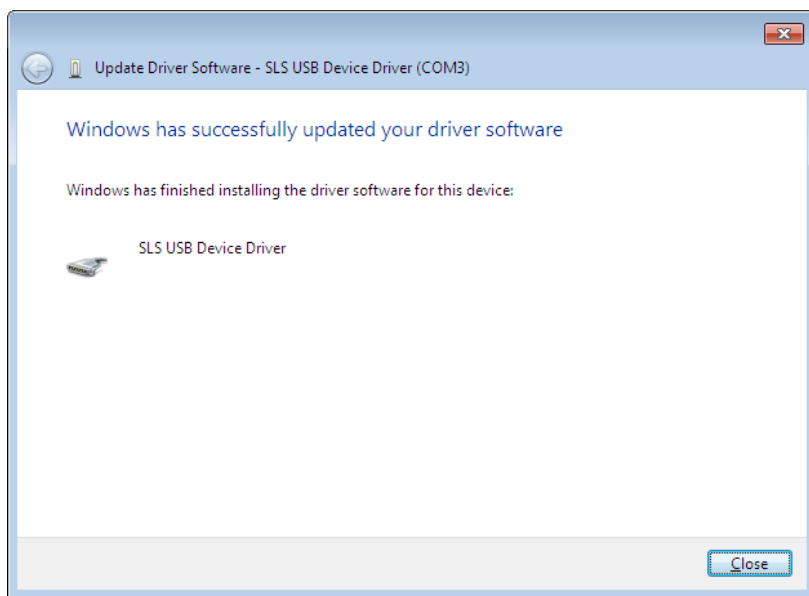 Update Driver Software - SLS USB Device Driver (COM3)
Windows has successfully updated your driver software
Windows has finished installing the driver software for this device:
SLS USB Device Driver
Close